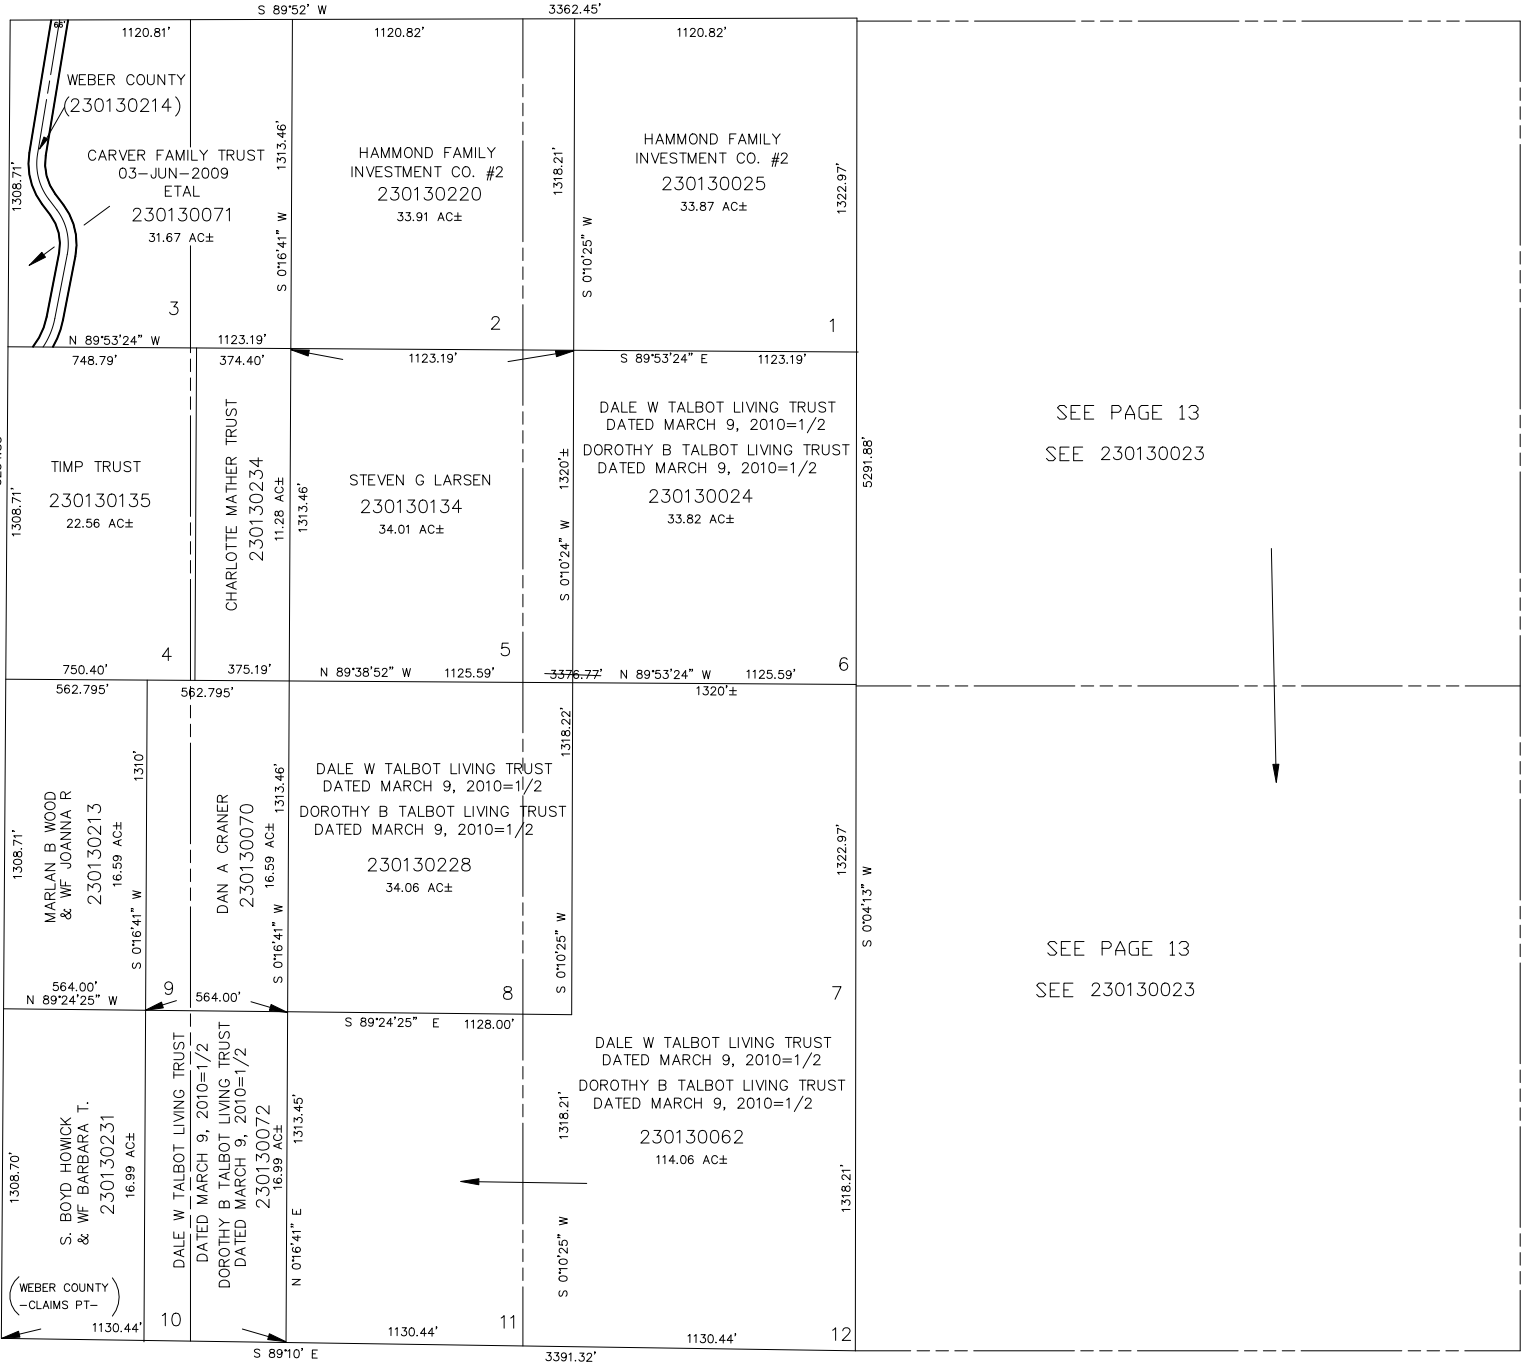 S 89°52' W
3362.45'
66'
1120.81'
1120.82'
1120.82'
WEBER COUNTY
(230130214)
CARVER FAMILY TRUST
03-JUN-2009
ETAL
230130071
31.67 AC±
1308.71'
1313.46'
S 0°16'41" W
3
HAMMOND FAMILY
INVESTMENT CO. #2
230130220
33.91 AC±
1318.21'
S 0°10'25" W
2
HAMMOND FAMILY
INVESTMENT CO. #2
230130025
33.87 AC±
1322.97'
1
N 89°53'24" W
1123.19'
748.79'
374.40'
1123.19'
S 89°53'24" E
1123.19'
TIMP TRUST
230130135
22.56 AC±
1308.71'
4
CHARLOTTE MATHER TRUST
230130234
11.28 AC±
1313.46'
STEVEN G LARSEN
230130134
34.01 AC±
1320'±
S 0°10'24" W
5
DALE W TALBOT LIVING TRUST
DATED MARCH 9, 2010=1/2
DOROTHY B TALBOT LIVING TRUST
DATED MARCH 9, 2010=1/2
230130024
33.82 AC±
5291.88'
6
SEE PAGE 13
SEE 230130023
750.40'
375.19'
N 89°38'52" W
1125.59'
3376.77'
N 89°53'24" W
1125.59'
562.795'
562.795'
1320'±
MARLAN B WOOD
& WF JOANNA R
230130213
16.59 AC±
1308.71'
1310'
S 0°16'41" W
DAN A CRANER
230130070
16.59 AC±
1313.46'
S 0°16'41" W
9
DALE W TALBOT LIVING TRUST
DATED MARCH 9, 2010=1/2
DOROTHY B TALBOT LIVING TRUST
DATED MARCH 9, 2010=1/2
230130228
34.06 AC±
1318.22'
S 0°10'25" W
8
1322.97'
S 0°04'13" W
7
SEE PAGE 13
SEE 230130023
564.00'
N 89°24'25" W
564.00'
S 89°24'25" E
1128.00'
S. BOYD HOWICK
& WF BARBARA T.
230130231
16.99 AC±
1308.70'
(WEBER COUNTY
-CLAIMS PT-)
DALE W TALBOT LIVING TRUST
DATED MARCH 9, 2010=1/2
DOROTHY B TALBOT LIVING TRUST
DATED MARCH 9, 2010=1/2
230130072
16.99 AC±
1313.45'
N 0°16'41" E
10
1318.21'
S 0°10'25" W
11
DALE W TALBOT LIVING TRUST
DATED MARCH 9, 2010=1/2
DOROTHY B TALBOT LIVING TRUST
DATED MARCH 9, 2010=1/2
230130062
114.06 AC±
1318.21'
12
1130.44'
1130.44'
1130.44'
S 89°10' E
3391.32'